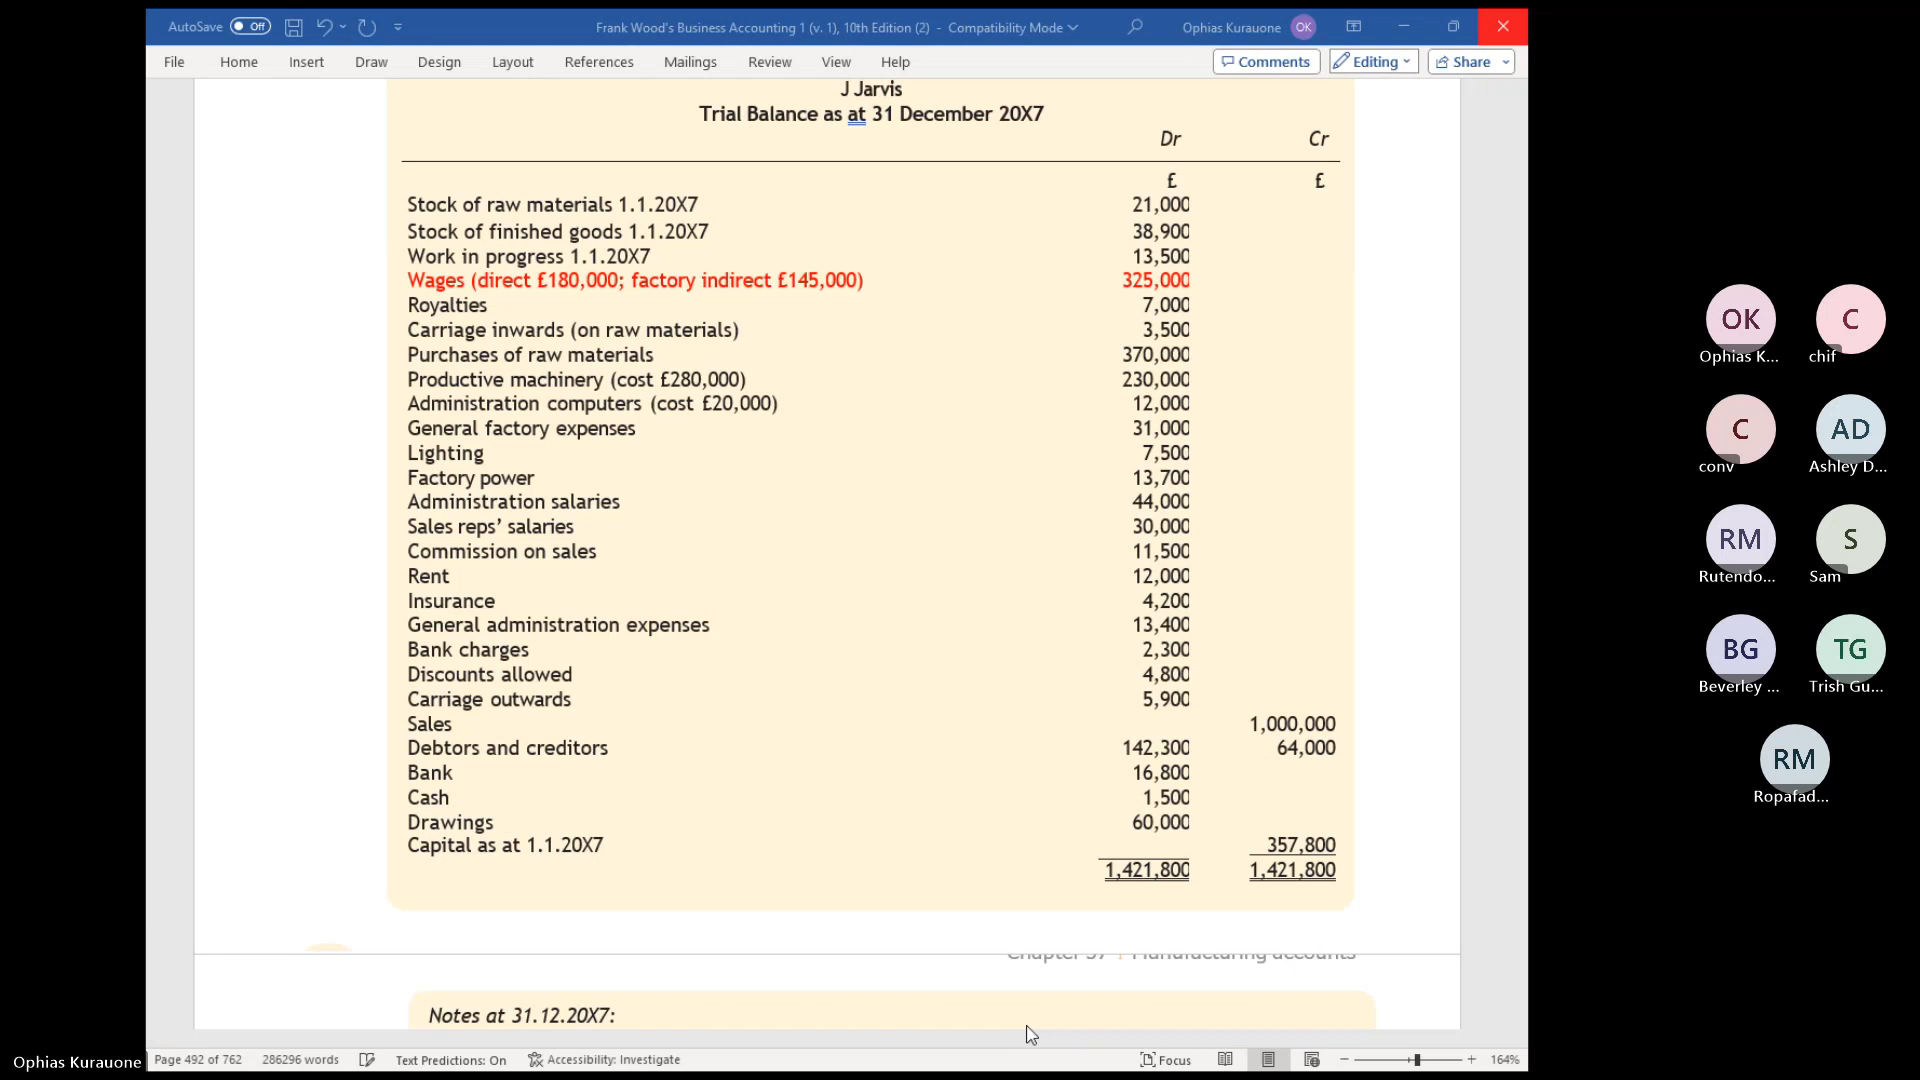 AutoSave Off Frank Wood's Business Accounting 1 (v. 1), 10th Edition (2) - Compatibility Mode Ophias Kurauone OK
File Home Insert Draw Design Layout References Mailings Review View Help Comments Editing Share
J Jarvis
Trial Balance as at 31 December 20X7
Dr Cr
£ £
Stock of raw materials 1.1.20X7 21,000
Stock of finished goods 1.1.20X7 38,900
Work in progress 1.1.20X7 13,500
Wages (direct £180,000; factory indirect £145,000) 325,000
Royalties 7,000
Carriage inwards (on raw materials) 3,500
Purchases of raw materials 370,000
Productive machinery (cost £280,000) 230,000
Administration computers (cost £20,000) 12,000
General factory expenses 31,000
Lighting 7,500
Factory power 13,700
Administration salaries 44,000
Sales reps' salaries 30,000
Commission on sales 11,500
Rent 12,000
Insurance 4,200
General administration expenses 13,400
Bank charges 2,300
Discounts allowed 4,800
Carriage outwards 5,900
Sales 1,000,000
Debtors and creditors 142,300 64,000
Bank 16,800
Cash 1,500
Drawings 60,000
Capital as at 1.1.20X7 357,800
1,421,800 1,421,800
Chapter 37 Manufacturing accounts
Notes at 31.12.20X7:
Page 492 of 762 286296 words Text Predictions: On Accessibility: Investigate Focus 164%
Ophias Kurauone
OK C
Ophias K... chif
C AD
conv Ashley D...
RM S
Rutendo... Sam
BG TG
Beverley ... Trish Gu...
RM
Ropafad...